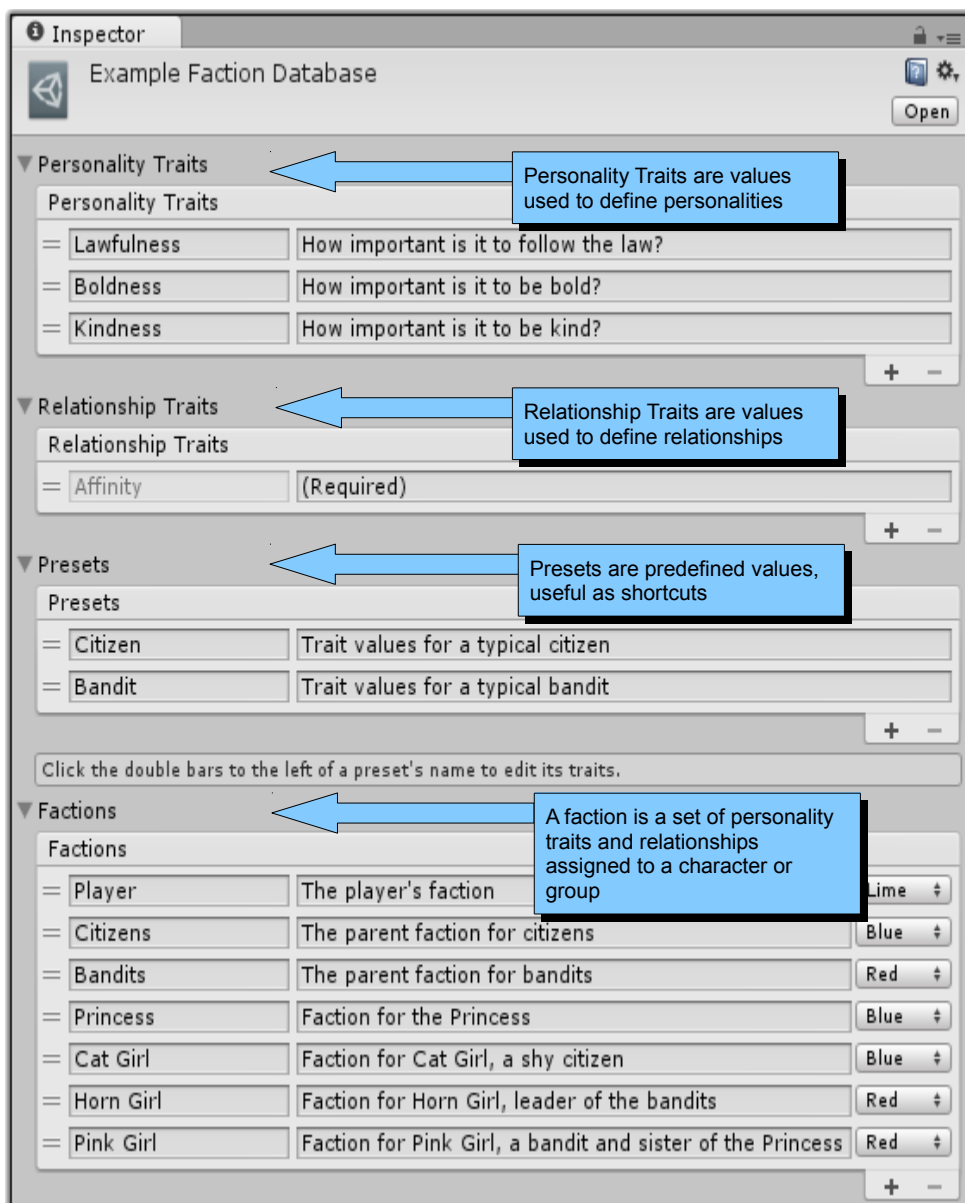 Inspector
Example Faction Database
Open
Personality Traits
Personality Traits are values
used to define personalities
Personality Traits
Lawfulness How important is it to follow the law?
Boldness How important is it to be bold?
Kindness How important is it to be kind?
+ −
Relationship Traits
Relationship Traits are values
used to define relationships
Relationship Traits
Affinity (Required)
+ −
Presets
Presets are predefined values,
useful as shortcuts
Presets
Citizen Trait values for a typical citizen
Bandit Trait values for a typical bandit
+ −
Click the double bars to the left of a preset's name to edit its traits.
Factions
A faction is a set of personality
traits and relationships
assigned to a character or
group
Factions
Player The player's faction Lime
Citizens The parent faction for citizens Blue
Bandits The parent faction for bandits Red
Princess Faction for the Princess Blue
Cat Girl Faction for Cat Girl, a shy citizen Blue
Horn Girl Faction for Horn Girl, leader of the bandits Red
Pink Girl Faction for Pink Girl, a bandit and sister of the Princess Red
+ −